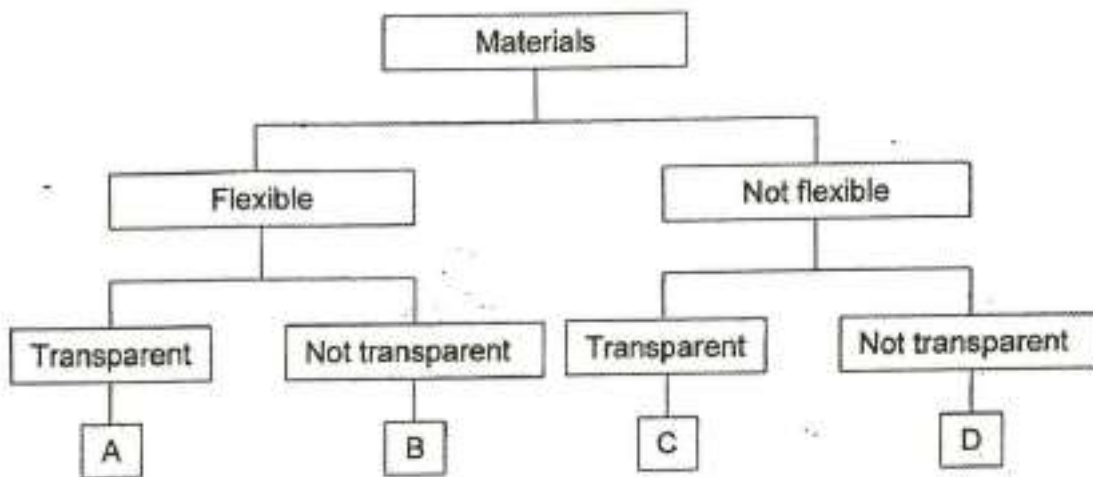 Materials
Flexible
Not flexible
Transparent
Not transparent
Transparent
Not transparent
A
B
C
D